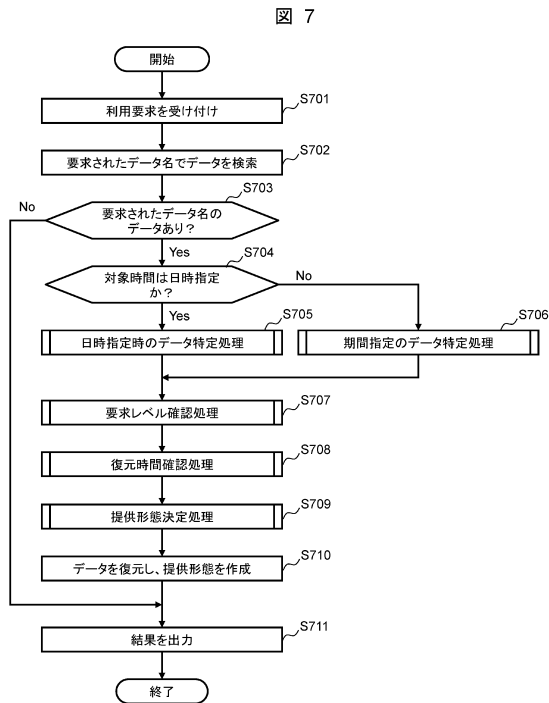 図 7
開始
S701
利用要求を受け付け
S702
要求されたデータ名でデータを検索
S703
要求されたデータ名の
データあり？
No
Yes
S704
対象時間は日時指定
か？
No
Yes
S705
日時指定時のデータ特定処理
S706
期間指定のデータ特定処理
S707
要求レベル確認処理
S708
復元時間確認処理
S709
提供形態決定処理
S710
データを復元し、提供形態を作成
S711
結果を出力
終了